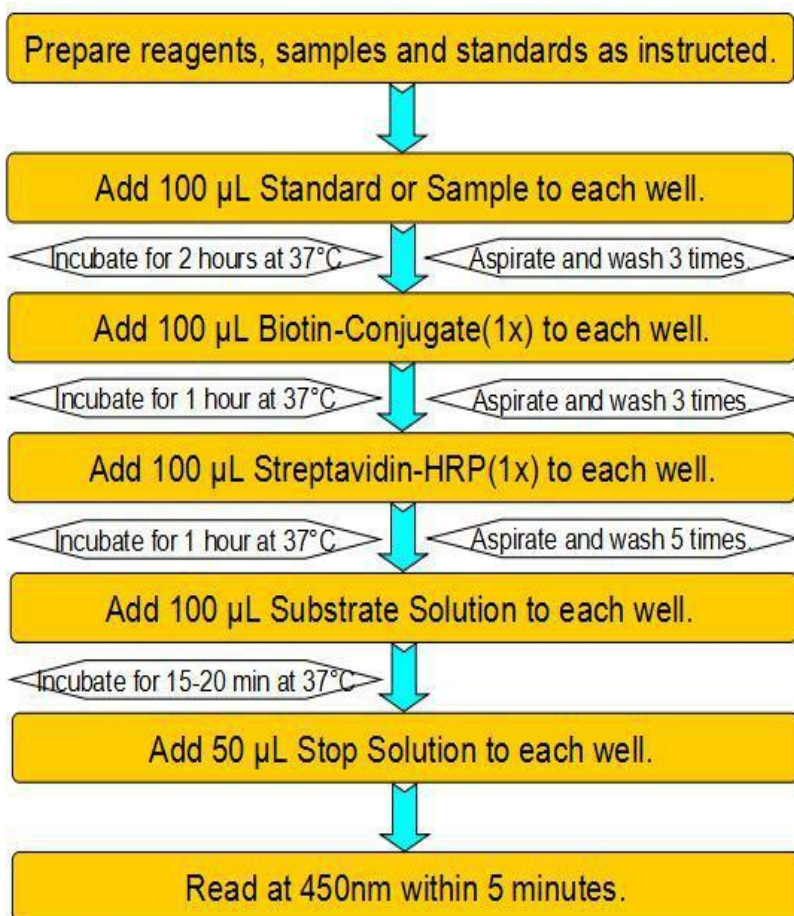 Prepare reagents, samples and standards as instructed.
Add 100 µL Standard or Sample to each well.
Incubate for 2 hours at 37°C
Aspirate and wash 3 times.
Add 100 µL Biotin-Conjugate(1x) to each well.
Incubate for 1 hour at 37°C
Aspirate and wash 3 times.
Add 100 µL Streptavidin-HRP(1x) to each well.
Incubate for 1 hour at 37°C
Aspirate and wash 5 times.
Add 100 µL Substrate Solution to each well.
Incubate for 15-20 min at 37°C
Add 50 µL Stop Solution to each well.
Read at 450nm within 5 minutes.